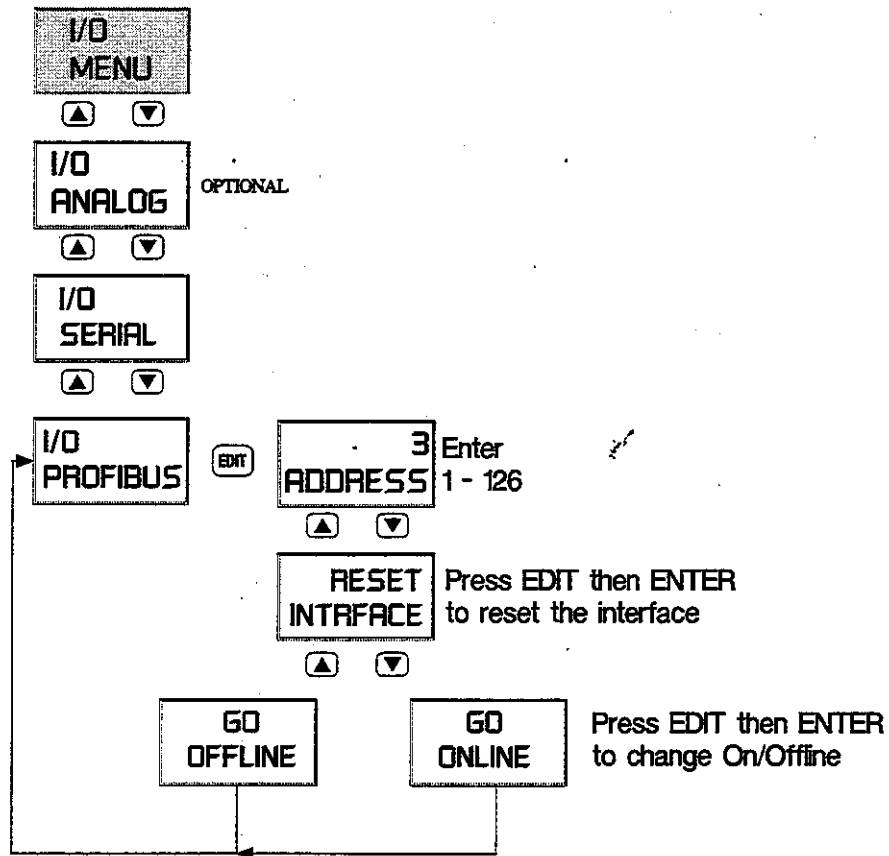 I/O
MENU
I/O
ANALOG
OPTIONAL
I/O
SERIAL
I/O
PROFIBUS
EDIT
3
ADDRESS
Enter
1 - 126
RESET
INTRFACE
Press EDIT then ENTER
to reset the interface
GO
OFFLINE
GO
ONLINE
Press EDIT then ENTER
to change On/Offline